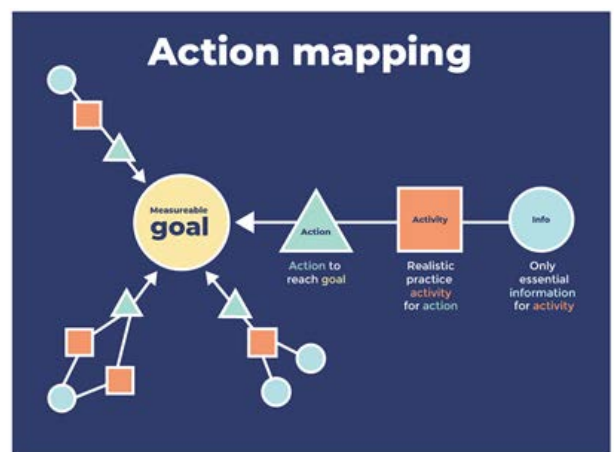 Action mapping
Measureable
goal
Action
Activity
Info
Action to
reach goal
Realistic
practice
activity
for action
Only
essential
information
for activity